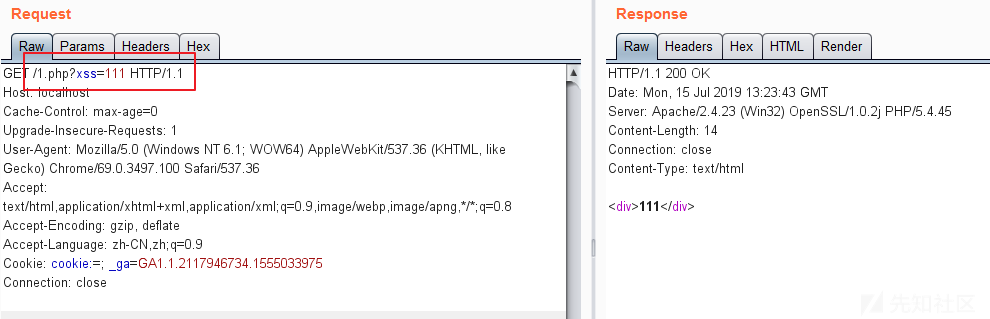 Request
Raw Params Headers Hex
GET /1.php?xss=111 HTTP/1.1
Host: localhost
Cache-Control: max-age=0
Upgrade-Insecure-Requests: 1
User-Agent: Mozilla/5.0 (Windows NT 6.1; WOW64) AppleWebKit/537.36 (KHTML, like
Gecko) Chrome/69.0.3497.100 Safari/537.36
Accept:
text/html,application/xhtml+xml,application/xml;q=0.9,image/webp,image/apng,*/*;q=0.8
Accept-Encoding: gzip, deflate
Accept-Language: zh-CN,zh;q=0.9
Cookie: cookie:=; _ga=GA1.1.2117946734.1555033975
Connection: close
Response
Raw Headers Hex HTML Render
HTTP/1.1 200 OK
Date: Mon, 15 Jul 2019 13:23:43 GMT
Server: Apache/2.4.23 (Win32) OpenSSL/1.0.2j PHP/5.4.45
Content-Length: 14
Connection: close
Content-Type: text/html
<div>111</div>
先知社区